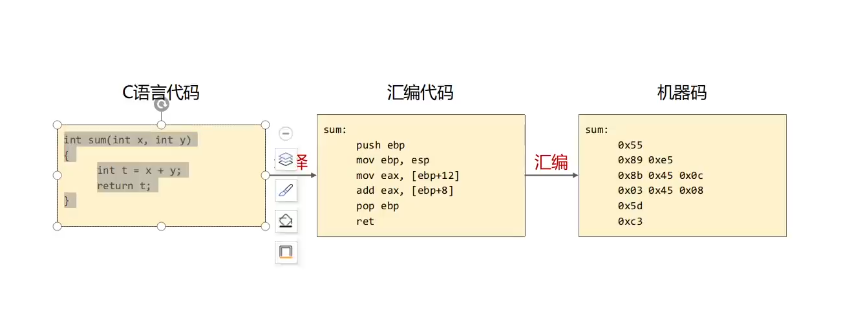 C语言代码
int sum(int x, int y)
{
int t = x + y;
return t;
}
译
汇编代码
sum:
push ebp
mov ebp, esp
mov eax, [ebp+12]
add eax, [ebp+8]
pop ebp
ret
汇编
机器码
sum:
0x55
0x89 0xe5
0x8b 0x45 0x0c
0x03 0x45 0x08
0x5d
0xc3